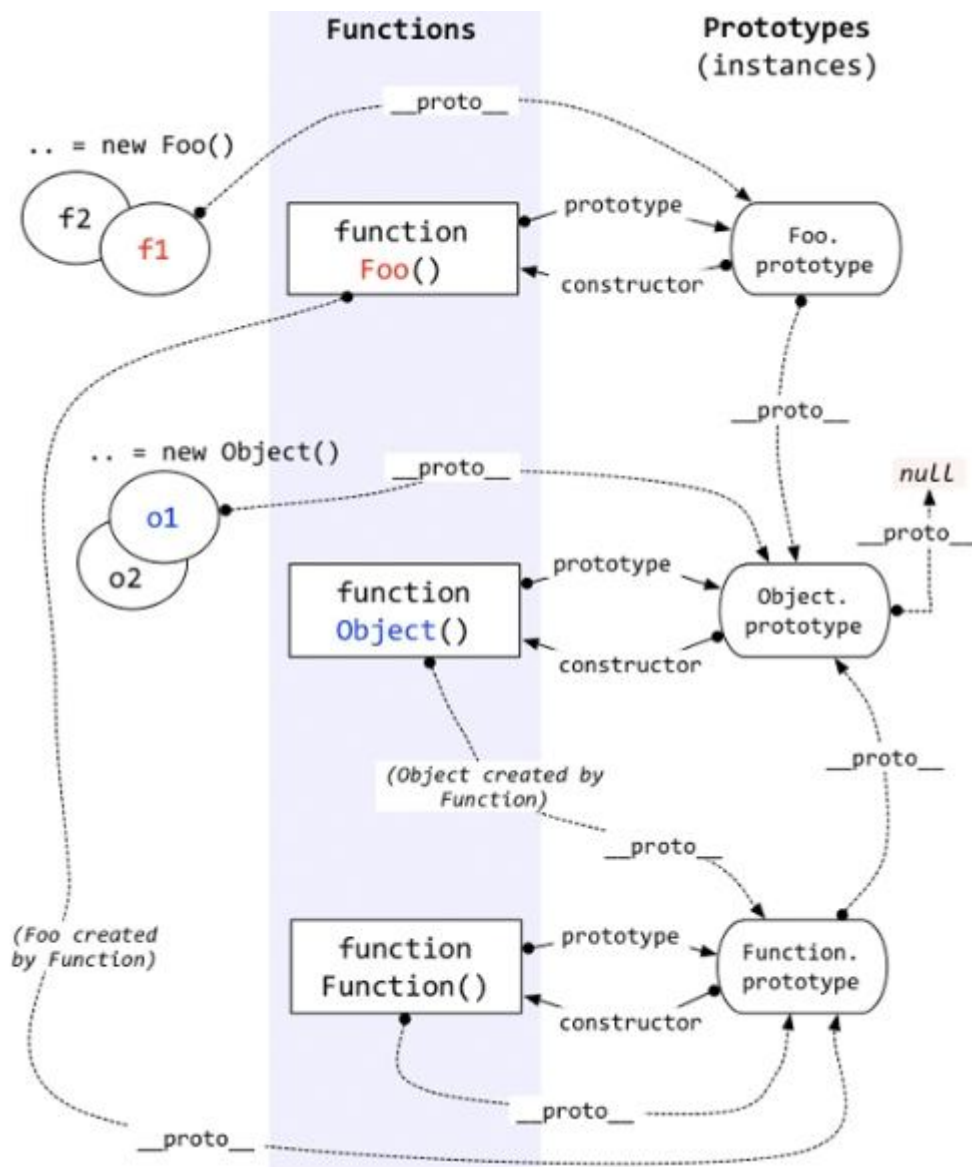 Functions
Prototypes
(instances)
__proto__
.. = new Foo()
f2
f1
function
Foo()
prototype
constructor
Foo.
prototype
__proto__
.. = new Object()
__proto__
null
__proto__
o1
o2
function
Object()
prototype
constructor
Object.
prototype
(Object created by
Function)
__proto__
__proto__
(Foo created
by Function)
function
Function()
prototype
constructor
Function.
prototype
__proto__
__proto__